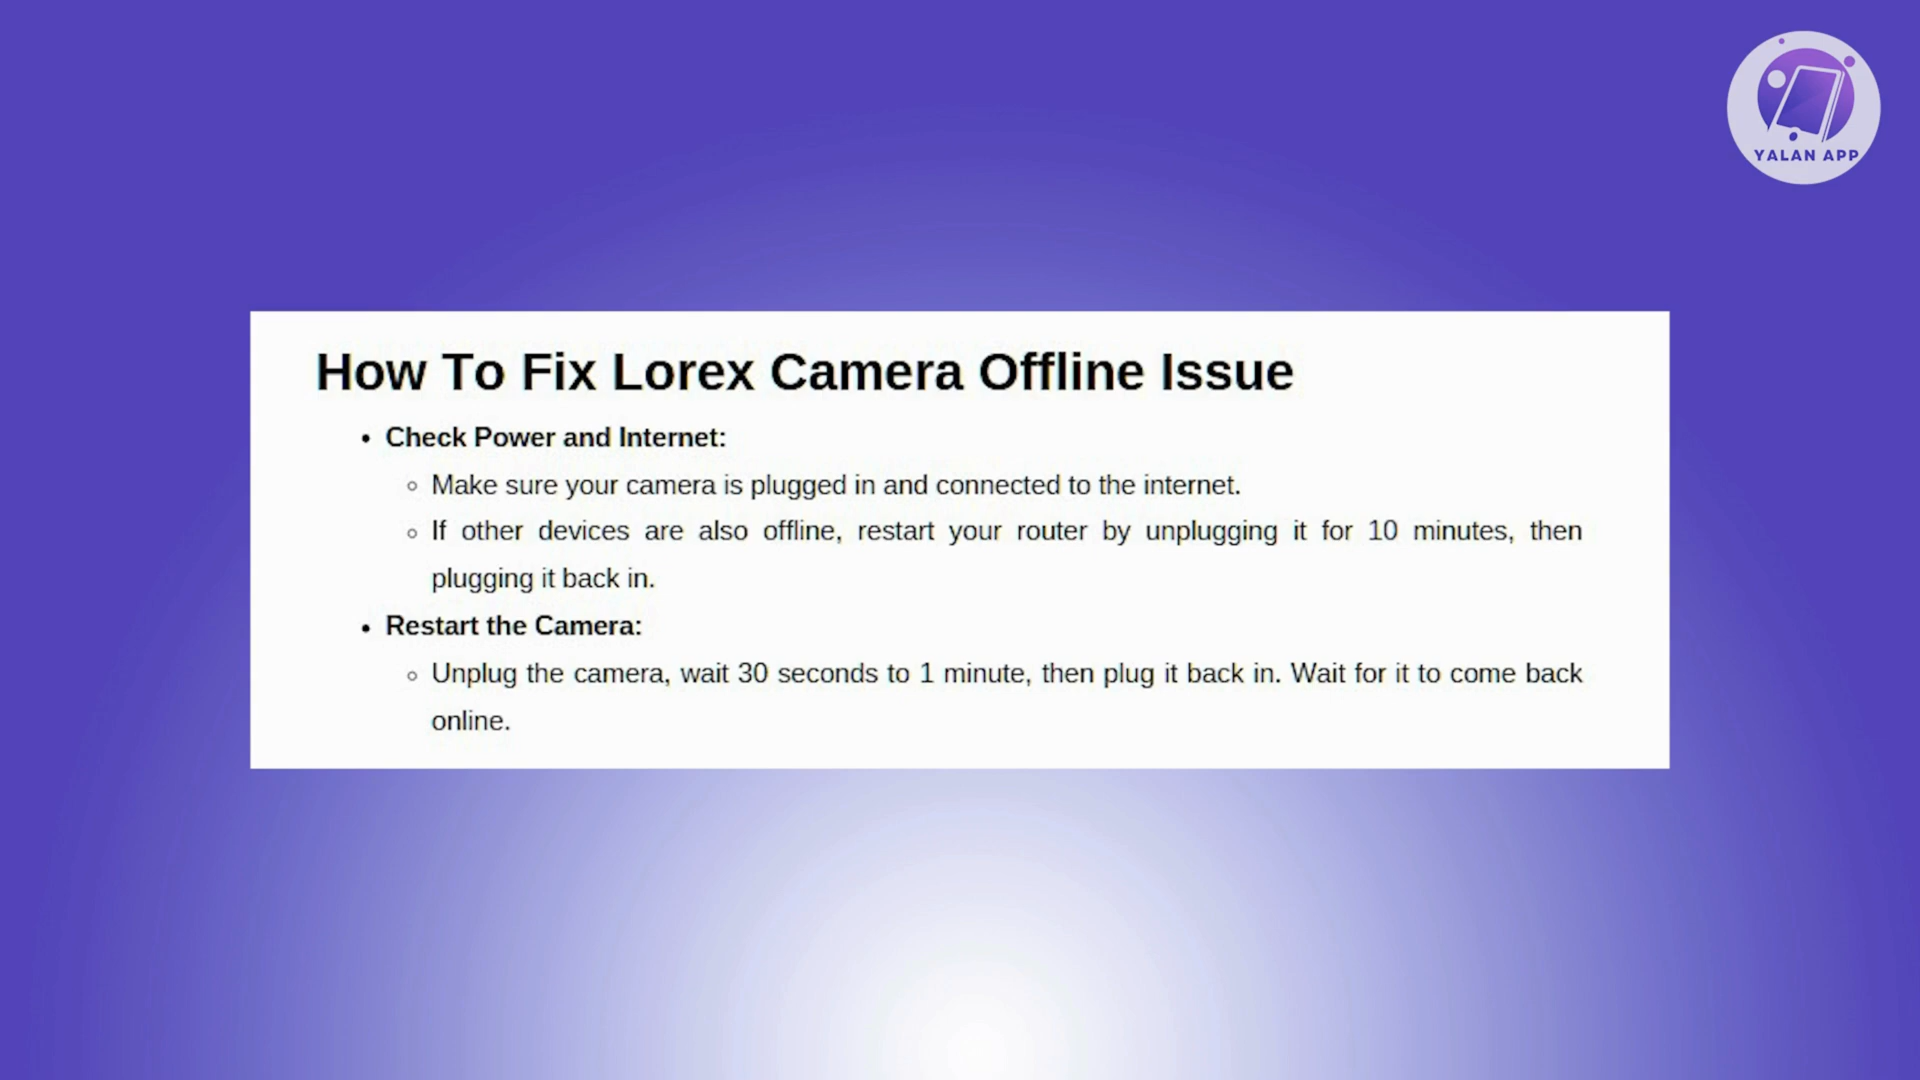 YALAN APP
How To Fix Lorex Camera Offline Issue
• Check Power and Internet:
○ Make sure your camera is plugged in and connected to the internet.
○ If other devices are also offline, restart your router by unplugging it for 10 minutes, then
plugging it back in.
• Restart the Camera:
○ Unplug the camera, wait 30 seconds to 1 minute, then plug it back in. Wait for it to come back
online.